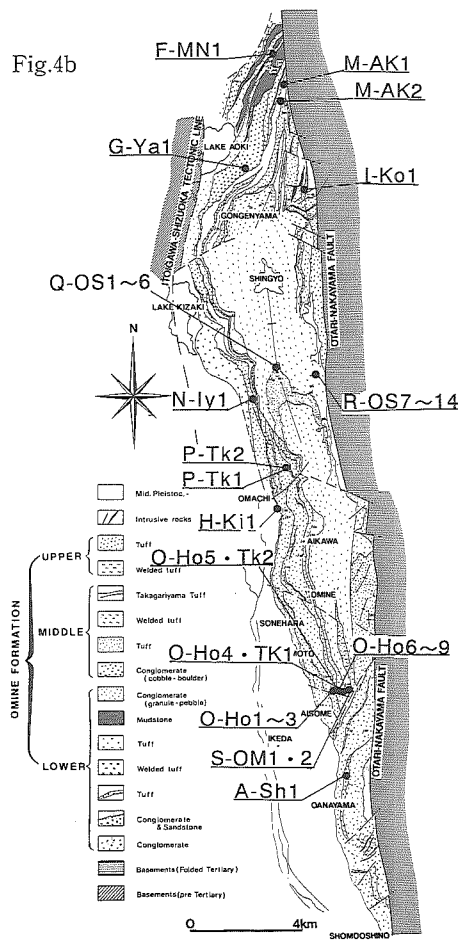 Fig.4b
F-MN1
M-AK1
M-AK2
LAKE AOKI
G-Ya1
ITOIGAWA-SHIZUOKA TECTONIC LINE
I-Ko1
GONGENYAMA
OTARI-NAKAYAMA FAULT
SHINGYO
Q-OS1~6
LAKE KIZAKI
N
N-Iy1
R-OS7~14
P-Tk2
P-Tk1
OMACHI
H-Ki1
AIKAWA
O-Ho5・Tk2
OMINE
SONEHARA
O-Ho4・TK1
O-Ho6~9
OTARI-NAKAYAMA FAULT
O-Ho1~3
AISOME
IKEDA
S-OM1・2
A-Sh1
OANAYAMA
SHOMOOSHINO
0 4km
OMINE FORMATION
Mid. Pleistoc, -
Intrusive rocks
UPPER
Tuff
Welded tuff
MIDDLE
Takagariyama Tuff
Welded tuff
Tuff
Conglomerate
(cobble-boulder)
LOWER
Conglomerate
(granule-pebble)
Mudstone
Tuff
Welded tuff
Tuff
Conglomerate
& Sandstone
Conglomerate
Basements (Folded Tertiary)
Basements (pre Tertiary)